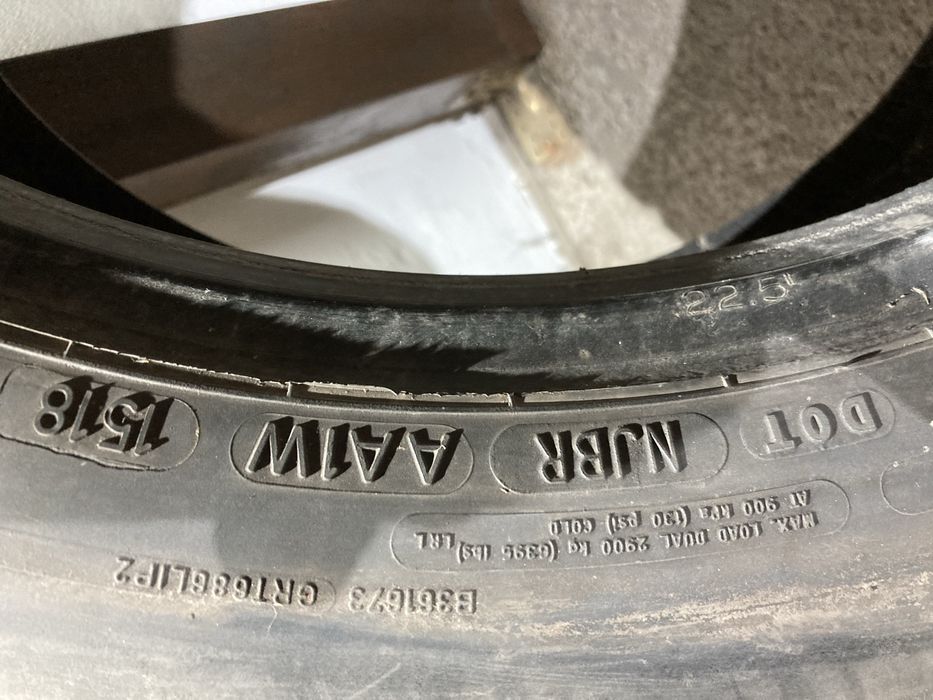 MAX. LOAD DUAL 2900 kg (6395 lbs) L.R.L
AT 900 kPa (130 psi) COLD
DOT NJBR AA1W 1518
22.5"